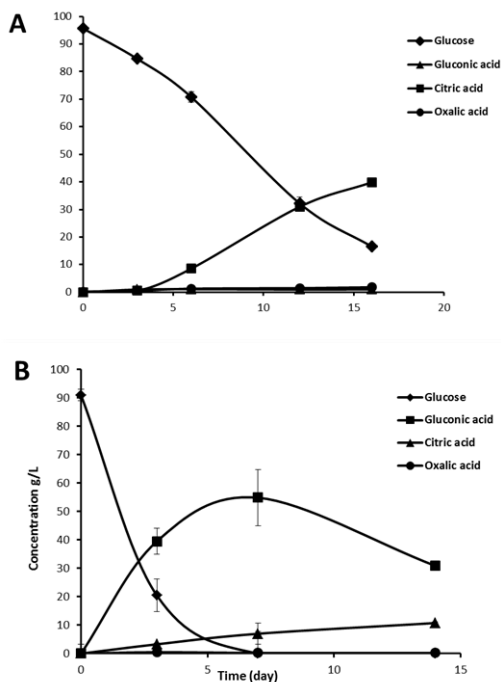 A
100
90
80
70
60
50
40
30
20
10
0
0 5 10 15 20
Glucose
Gluconic acid
Citric acid
Oxalic acid
B
Concentration g/L
100
90
80
70
60
50
40
30
20
10
0
0 5 10 15
Time (day)
Glucose
Gluconic acid
Citric acid
Oxalic acid